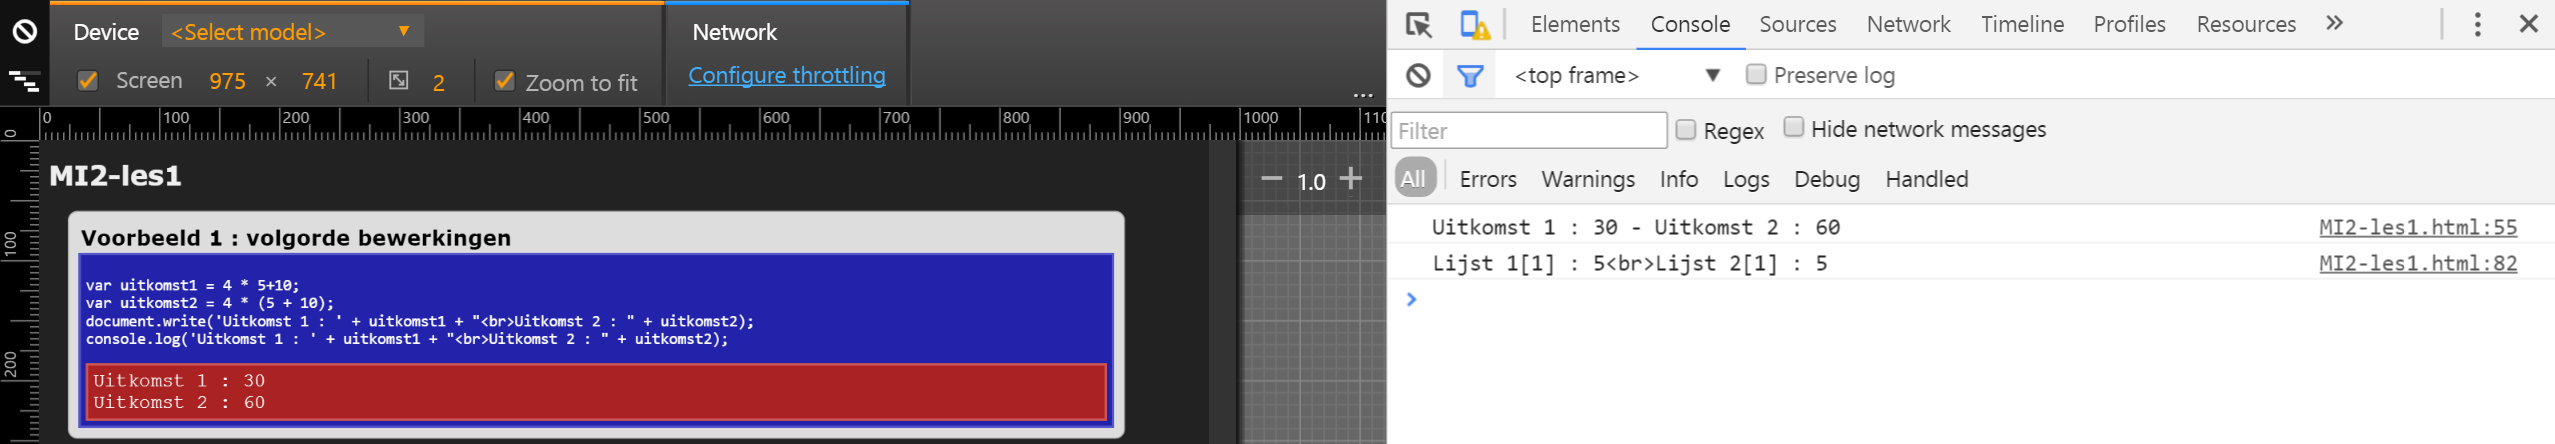 Device <Select model> ▼
Network
Screen 975 × 741 2 Zoom to fit
Configure throttling
...
0 100 200 300 400 500 600 700 800 900 1000 110
0
100
200
MI2-les1
1.0
Voorbeeld 1 : volgorde bewerkingen
var uitkomst1 = 4 * 5+10;
var uitkomst2 = 4 * (5 + 10);
document.write('Uitkomst 1 : ' + uitkomst1 + "<br>Uitkomst 2 : " + uitkomst2);
console.log('Uitkomst 1 : ' + uitkomst1 + "<br>Uitkomst 2 : " + uitkomst2);
Uitkomst 1 : 30
Uitkomst 2 : 60
Elements Console Sources Network Timeline Profiles Resources »
<top frame> ▼ Preserve log
Filter Regex Hide network messages
All Errors Warnings Info Logs Debug Handled
Uitkomst 1 : 30 - Uitkomst 2 : 60 MI2-les1.html:55
Lijst 1[1] : 5<br>Lijst 2[1] : 5 MI2-les1.html:82